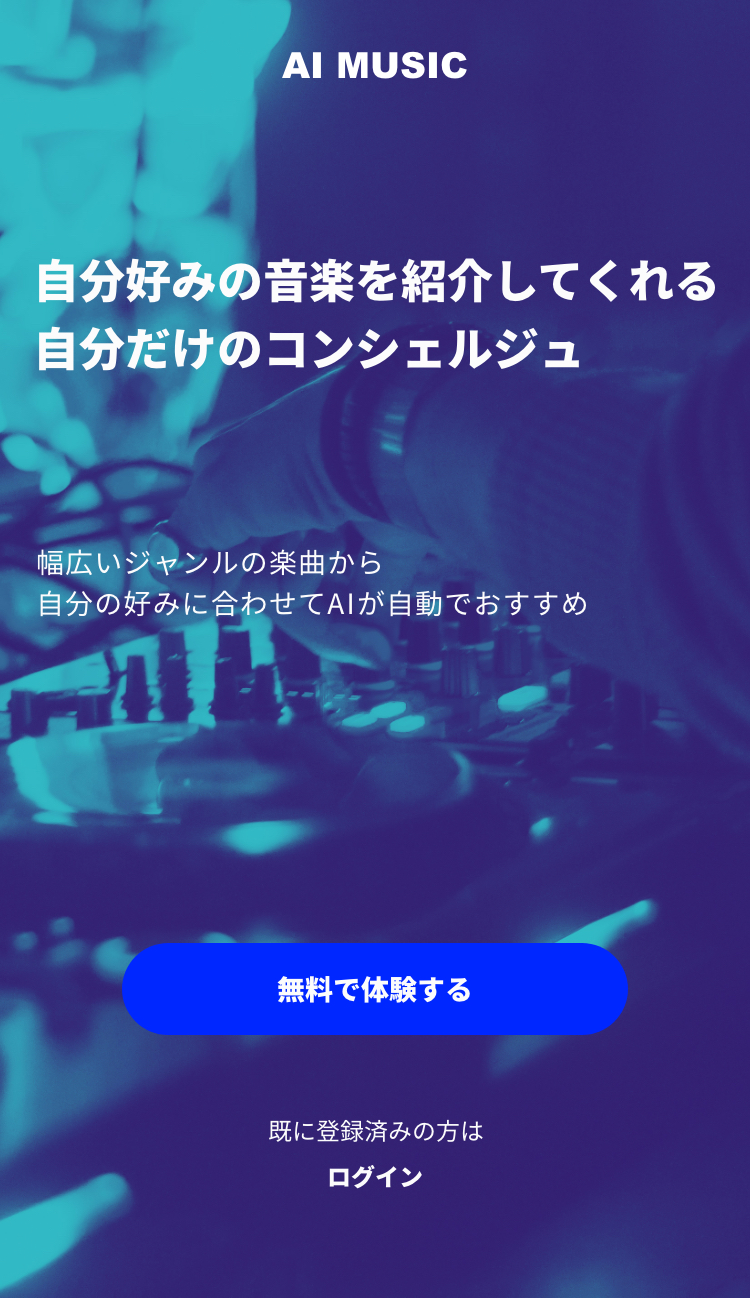 AI MUSIC
自分好みの音楽を紹介してくれる
自分だけのコンシェルジュ
幅広いジャンルの楽曲から
自分の好みに合わせてAIが自動でおすすめ
無料で体験する
既に登録済みの方は
ログイン